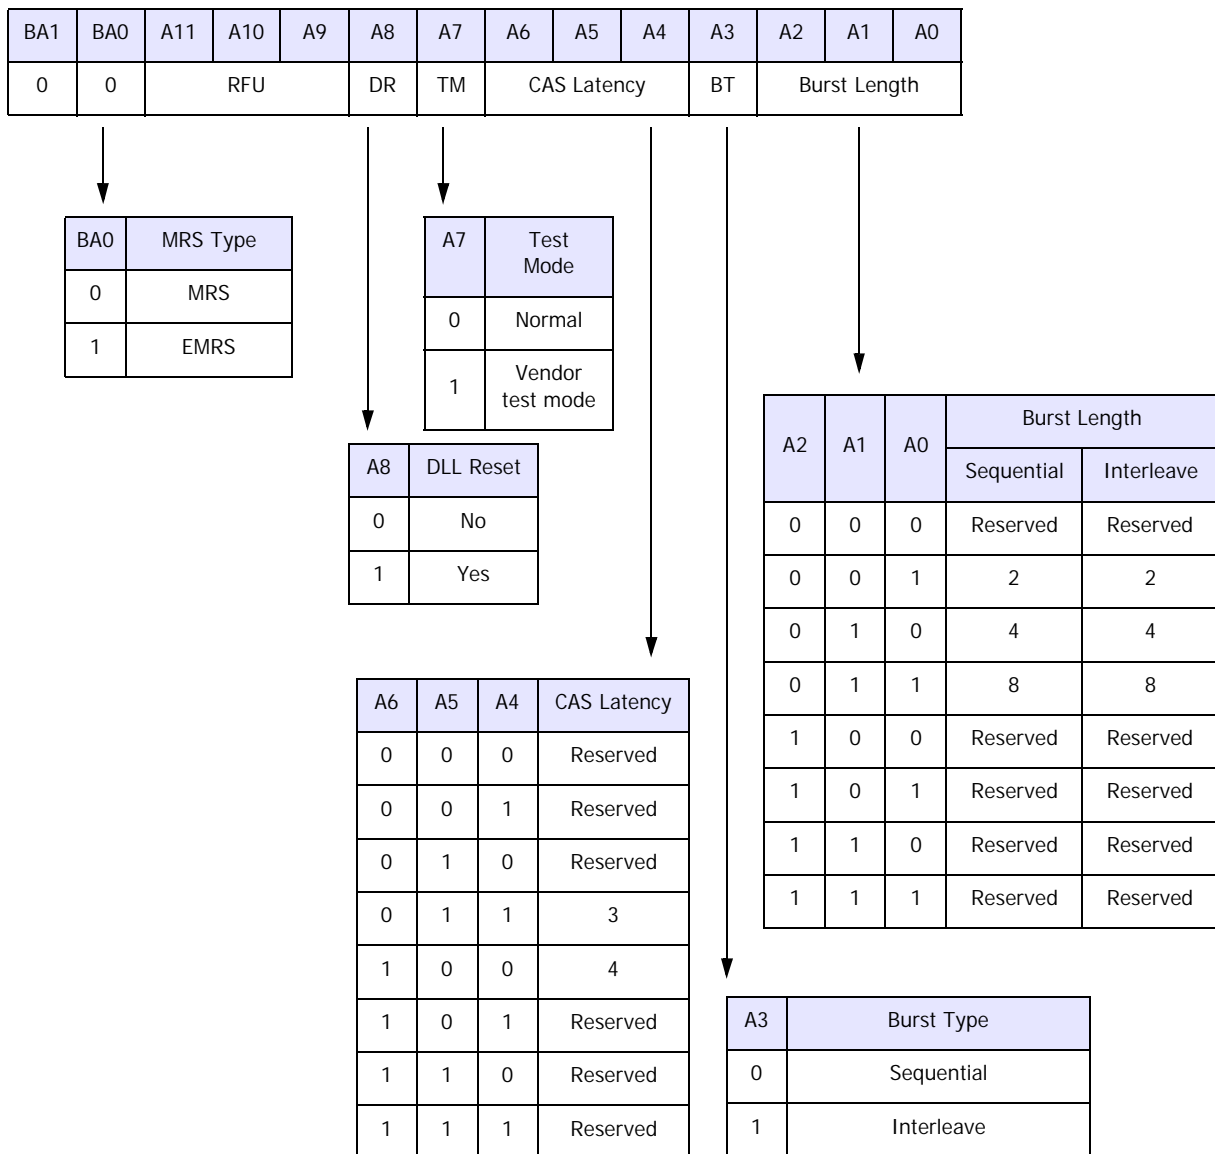 BA1 BA0 A11 A10 A9 A8 A7 A6 A5 A4 A3 A2 A1 A0
0 0 RFU DR TM CAS Latency BT Burst Length
BA0 MRS Type
0 MRS
1 EMRS
A7 Test
Mode
0 Normal
1 Vendor
test mode
A8 DLL Reset
0 No
1 Yes
A2 A1 A0 Burst Length
Sequential Interleave
0 0 0 Reserved Reserved
0 0 1 2 2
0 1 0 4 4
0 1 1 8 8
1 0 0 Reserved Reserved
1 0 1 Reserved Reserved
1 1 0 Reserved Reserved
1 1 1 Reserved Reserved
A6 A5 A4 CAS Latency
0 0 0 Reserved
0 0 1 Reserved
0 1 0 Reserved
0 1 1 3
1 0 0 4
1 0 1 Reserved
1 1 0 Reserved
1 1 1 Reserved
A3 Burst Type
0 Sequential
1 Interleave